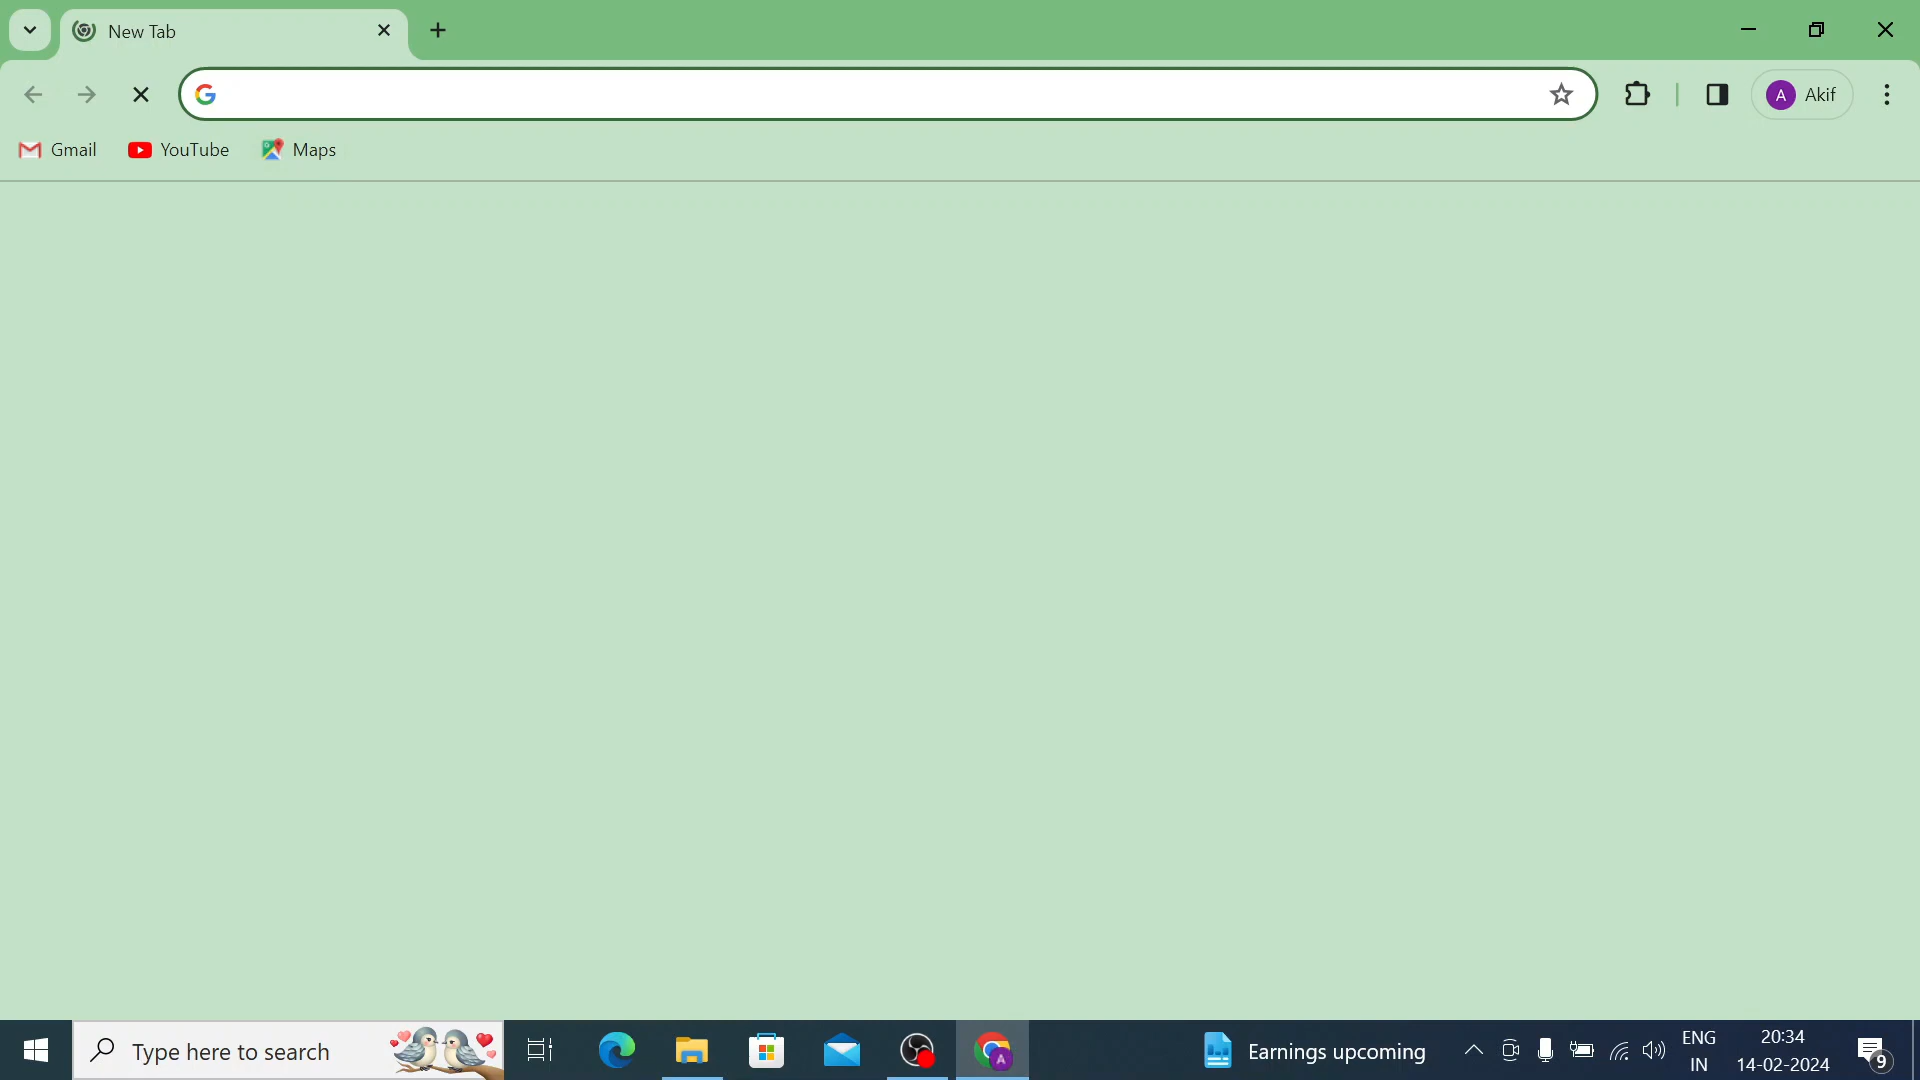 New Tab
A Akif
Gmail YouTube Maps
Type here to search
Earnings upcoming
ENG
IN
20:34
14-02-2024
9
A